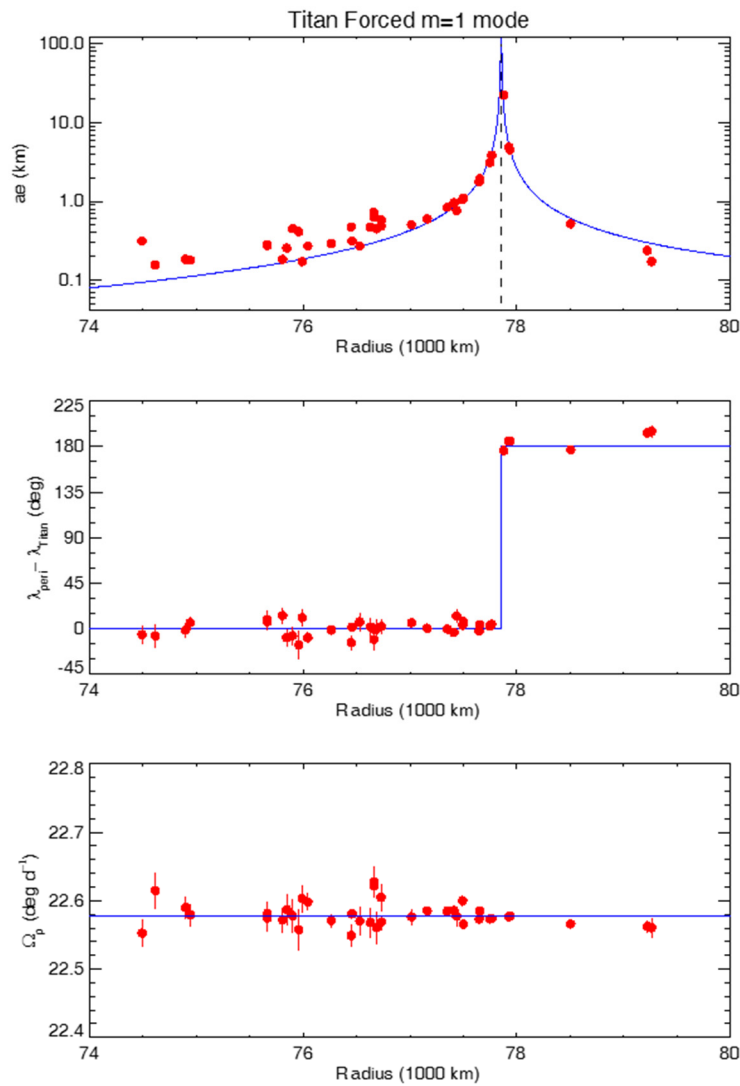 Titan Forced m=1 mode
100.0
10.0
1.0
0.1
ae (km)
74 76 78 80
Radius (1000 km)
225
180
135
90
45
0
-45
λperi− λTitan (deg)
74 76 78 80
Radius (1000 km)
22.8
22.7
22.6
22.5
22.4
Ωp (deg d⁻¹)
74 76 78 80
Radius (1000 km)